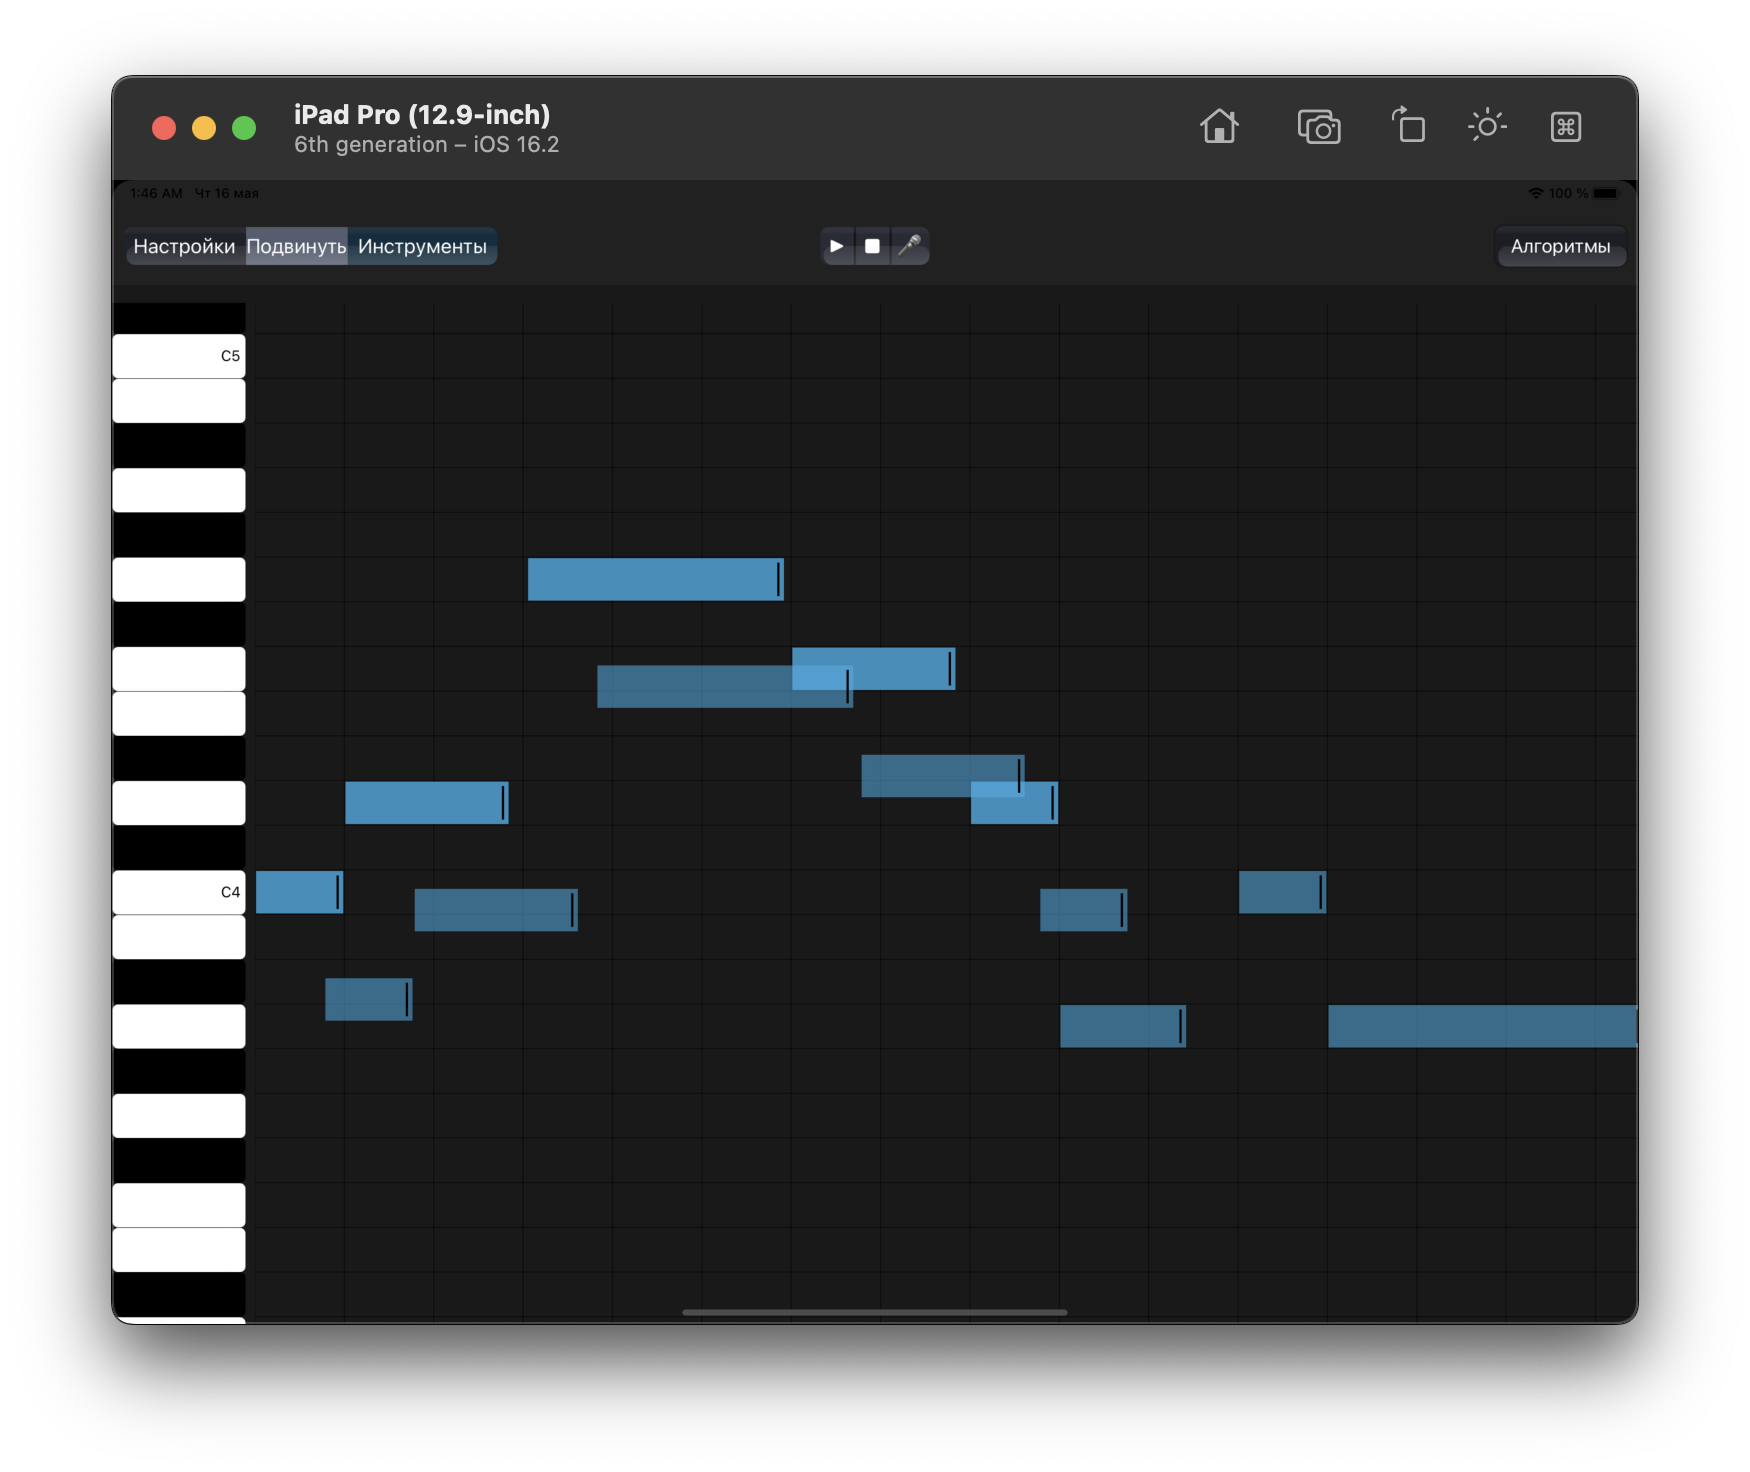 iPad Pro (12.9-inch)
6th generation – iOS 16.2
1:46 AM Чт 16 мая
100 %
Настройки Подвинуть Инструменты
Алгоритмы
C5
C4